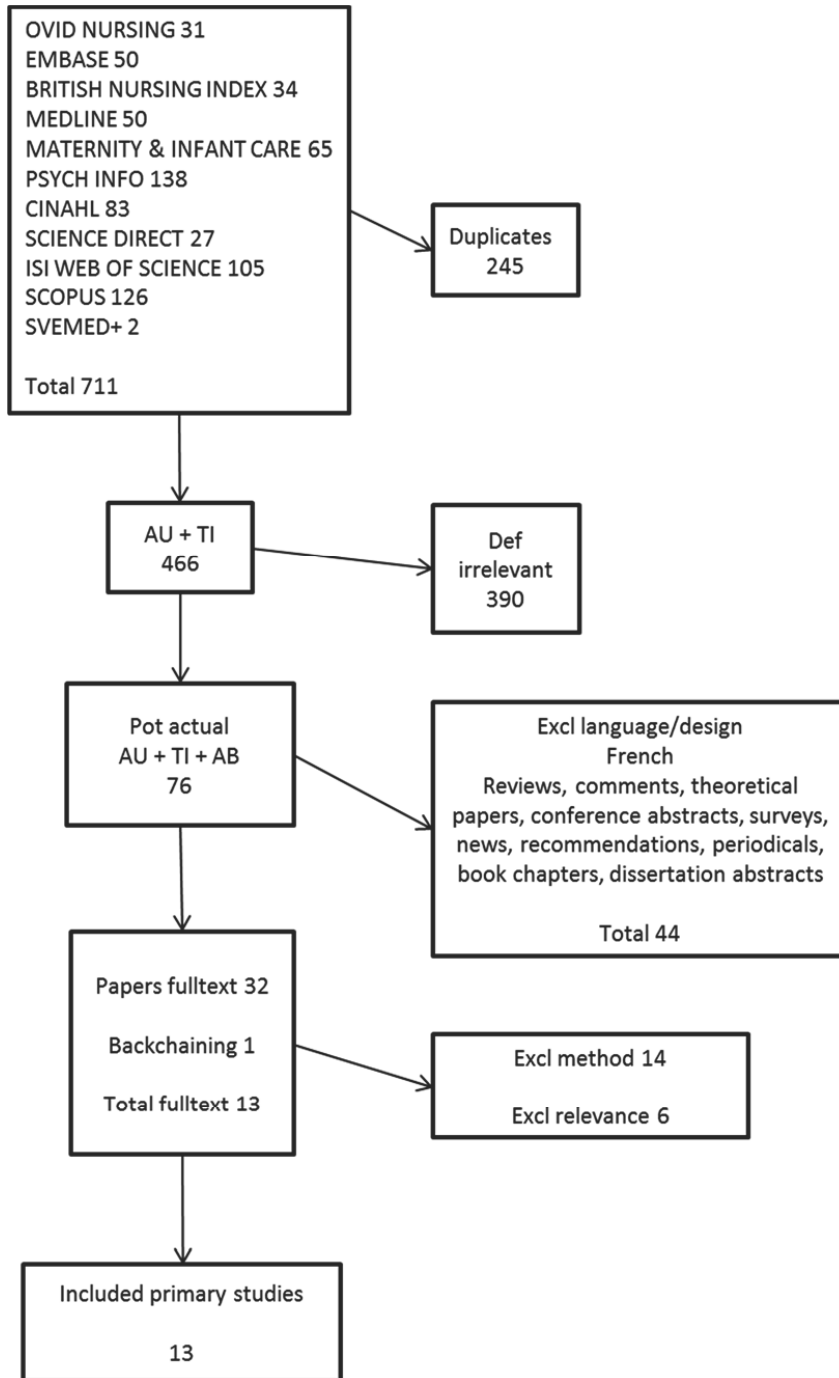 OVID NURSING 31
EMBASE 50
BRITISH NURSING INDEX 34
MEDLINE 50
MATERNITY & INFANT CARE 65
PSYCH INFO 138
CINAHL 83
SCIENCE DIRECT 27
ISI WEB OF SCIENCE 105
SCOPUS 126
SVEMED+ 2
Total 711
Duplicates
245
AU + TI
466
Def
irrelevant
390
Pot actual
AU + TI + AB
76
Excl language/design
French
Reviews, comments, theoretical
papers, conference abstracts, surveys,
news, recommendations, periodicals,
book chapters, dissertation abstracts
Total 44
Papers fulltext 32
Backchaining 1
Total fulltext 13
Excl method 14
Excl relevance 6
Included primary studies
13